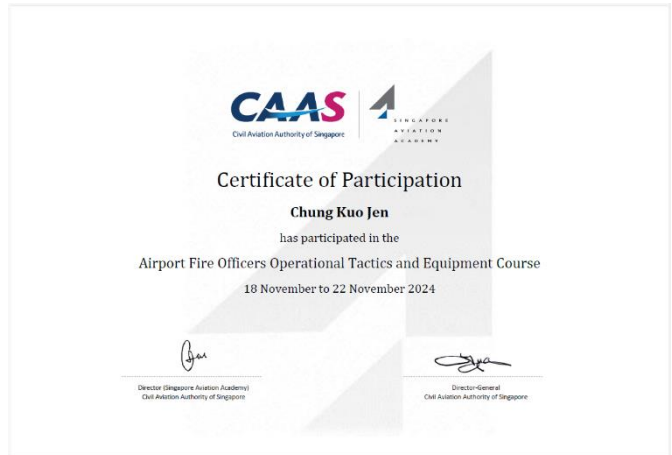 CAAS
Civil Aviation Authority of Singapore
SINGAPORE
AVIATION
ACADEMY
Certificate of Participation
Chung Kuo Jen
has participated in the
Airport Fire Officers Operational Tactics and Equipment Course
18 November to 22 November 2024
Director (Singapore Aviation Academy)
Civil Aviation Authority of Singapore
Director-General
Civil Aviation Authority of Singapore